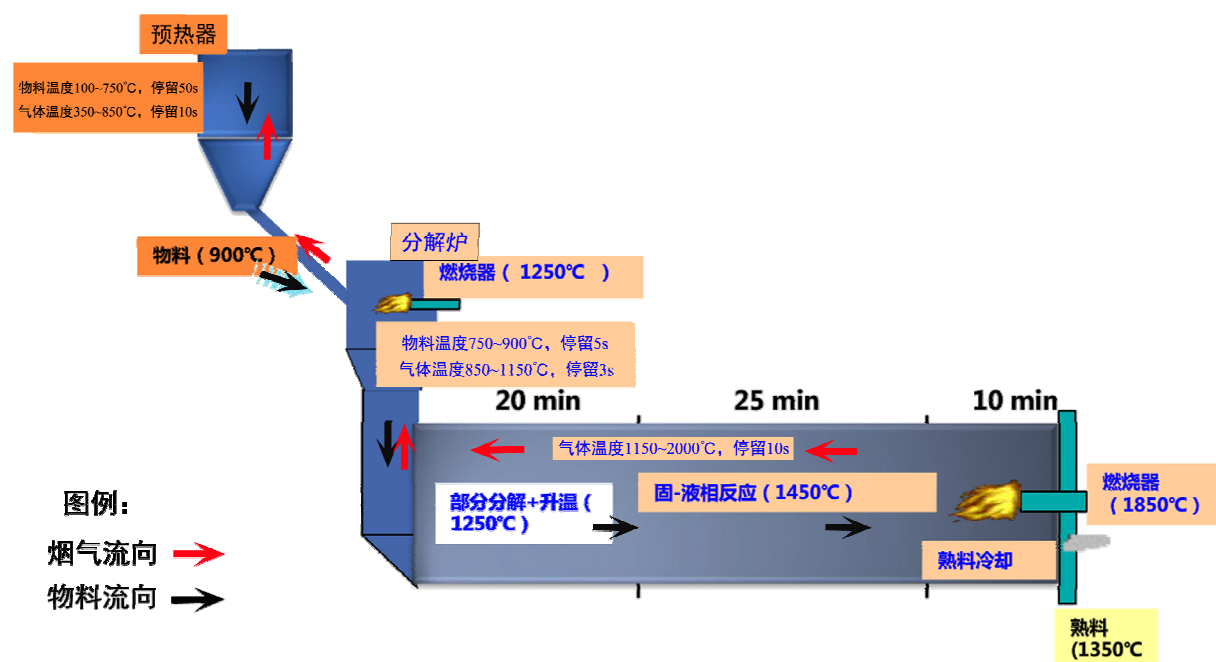 预热器
物料温度100~750℃，停留50s
气体温度350~850℃，停留10s
物料（900℃）
分解炉
燃烧器（ 1250℃ ）
物料温度750~900℃，停留5s
气体温度850~1150℃，停留3s
20 min
25 min
10 min
气体温度1150~2000℃，停留10s
部分分解+升温（
1250℃）
固-液相反应（1450℃）
燃烧器
（1850℃）
熟料冷却
熟料
(1350℃
图例：
烟气流向
物料流向